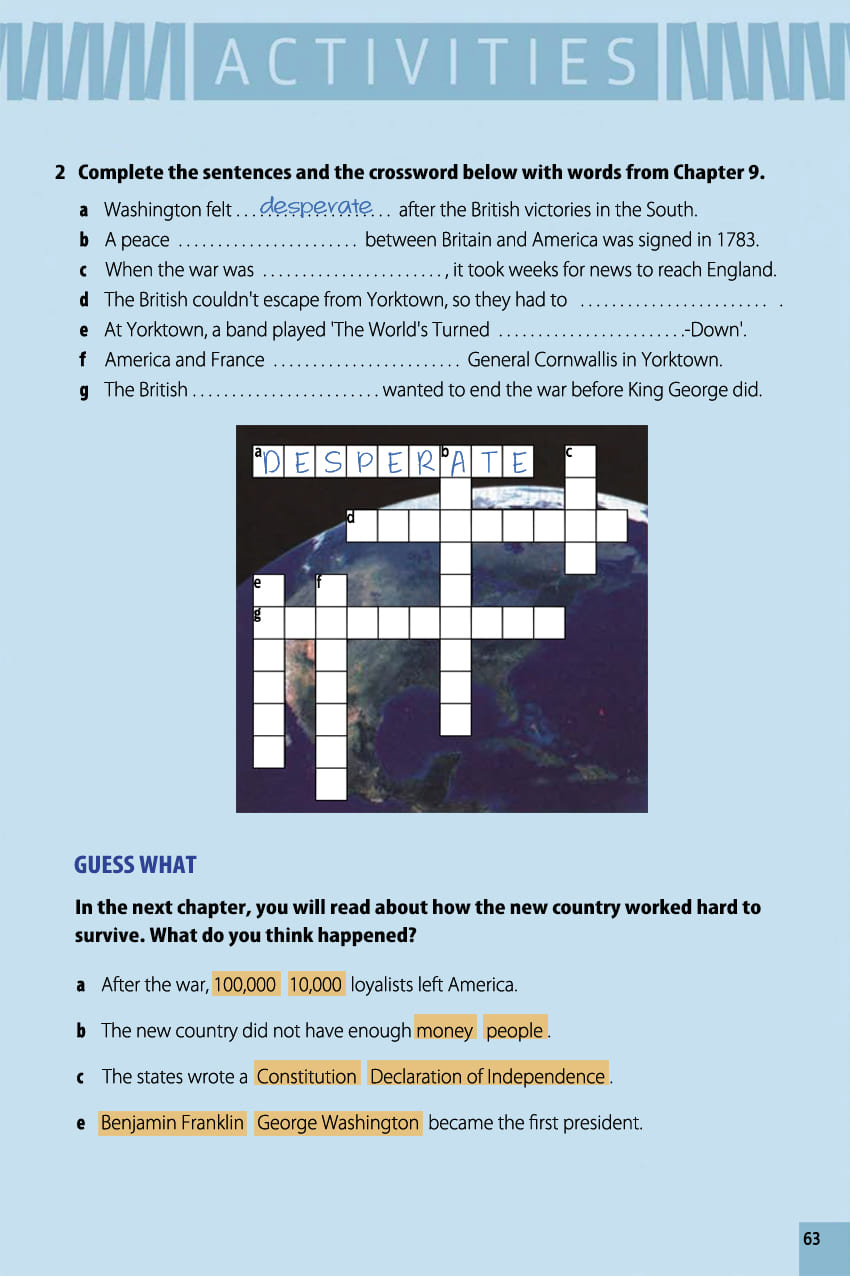 ACTIVITIES
2 Complete the sentences and the crossword below with words from Chapter 9.
a Washington felt ... desperate ... after the British victories in the South.
b A peace ....................... between Britain and America was signed in 1783.
c When the war was ......................., it took weeks for news to reach England.
d The British couldn't escape from Yorktown, so they had to ........................ .
e At Yorktown, a band played 'The World's Turned ........................-Down'.
f America and France ........................ General Cornwallis in Yorktown.
g The British ........................ wanted to end the war before King George did.
a DESPER b ATE c
d
e f
g
GUESS WHAT
In the next chapter, you will read about how the new country worked hard to
survive. What do you think happened?
a After the war, 100,000 10,000 loyalists left America.
b The new country did not have enough money people.
c The states wrote a Constitution Declaration of Independence.
e Benjamin Franklin George Washington became the first president.
63